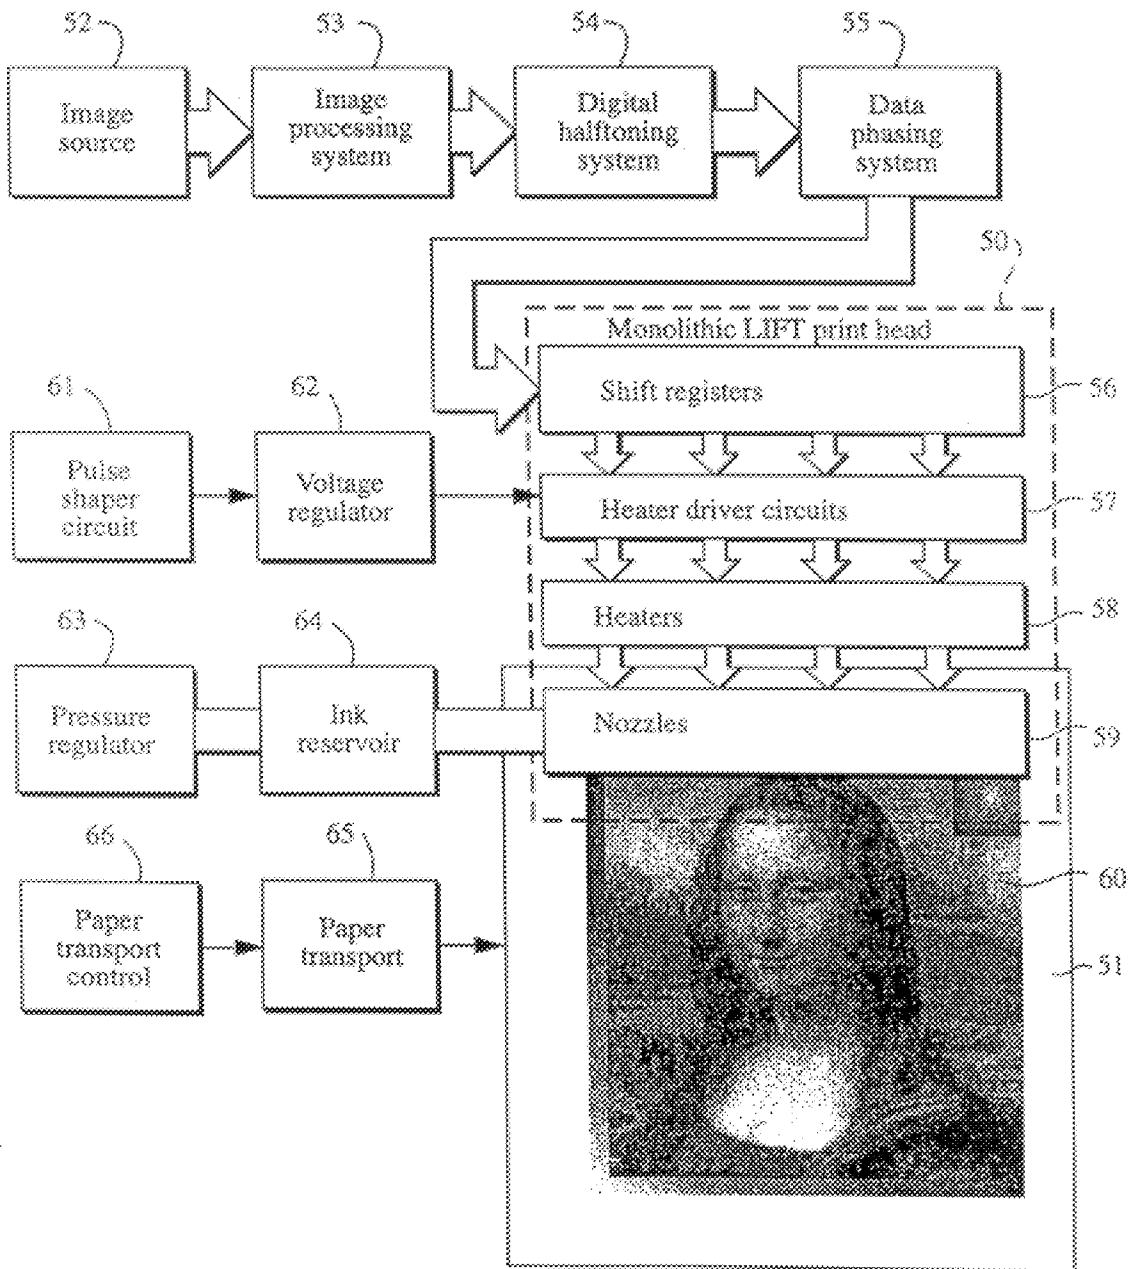 52
53
54
55
Image
source
Image
processing
system
Digital
halftoning
system
Data
phasing
system
50
Monolithic LIFT print head
Shift registers
56
61
62
Pulse
shaper
circuit
Voltage
regulator
Heater driver circuits
57
Heaters
58
63
64
Pressure
regulator
Ink
reservoir
Nozzles
59
66
65
60
Paper
transport
control
Paper
transport
51